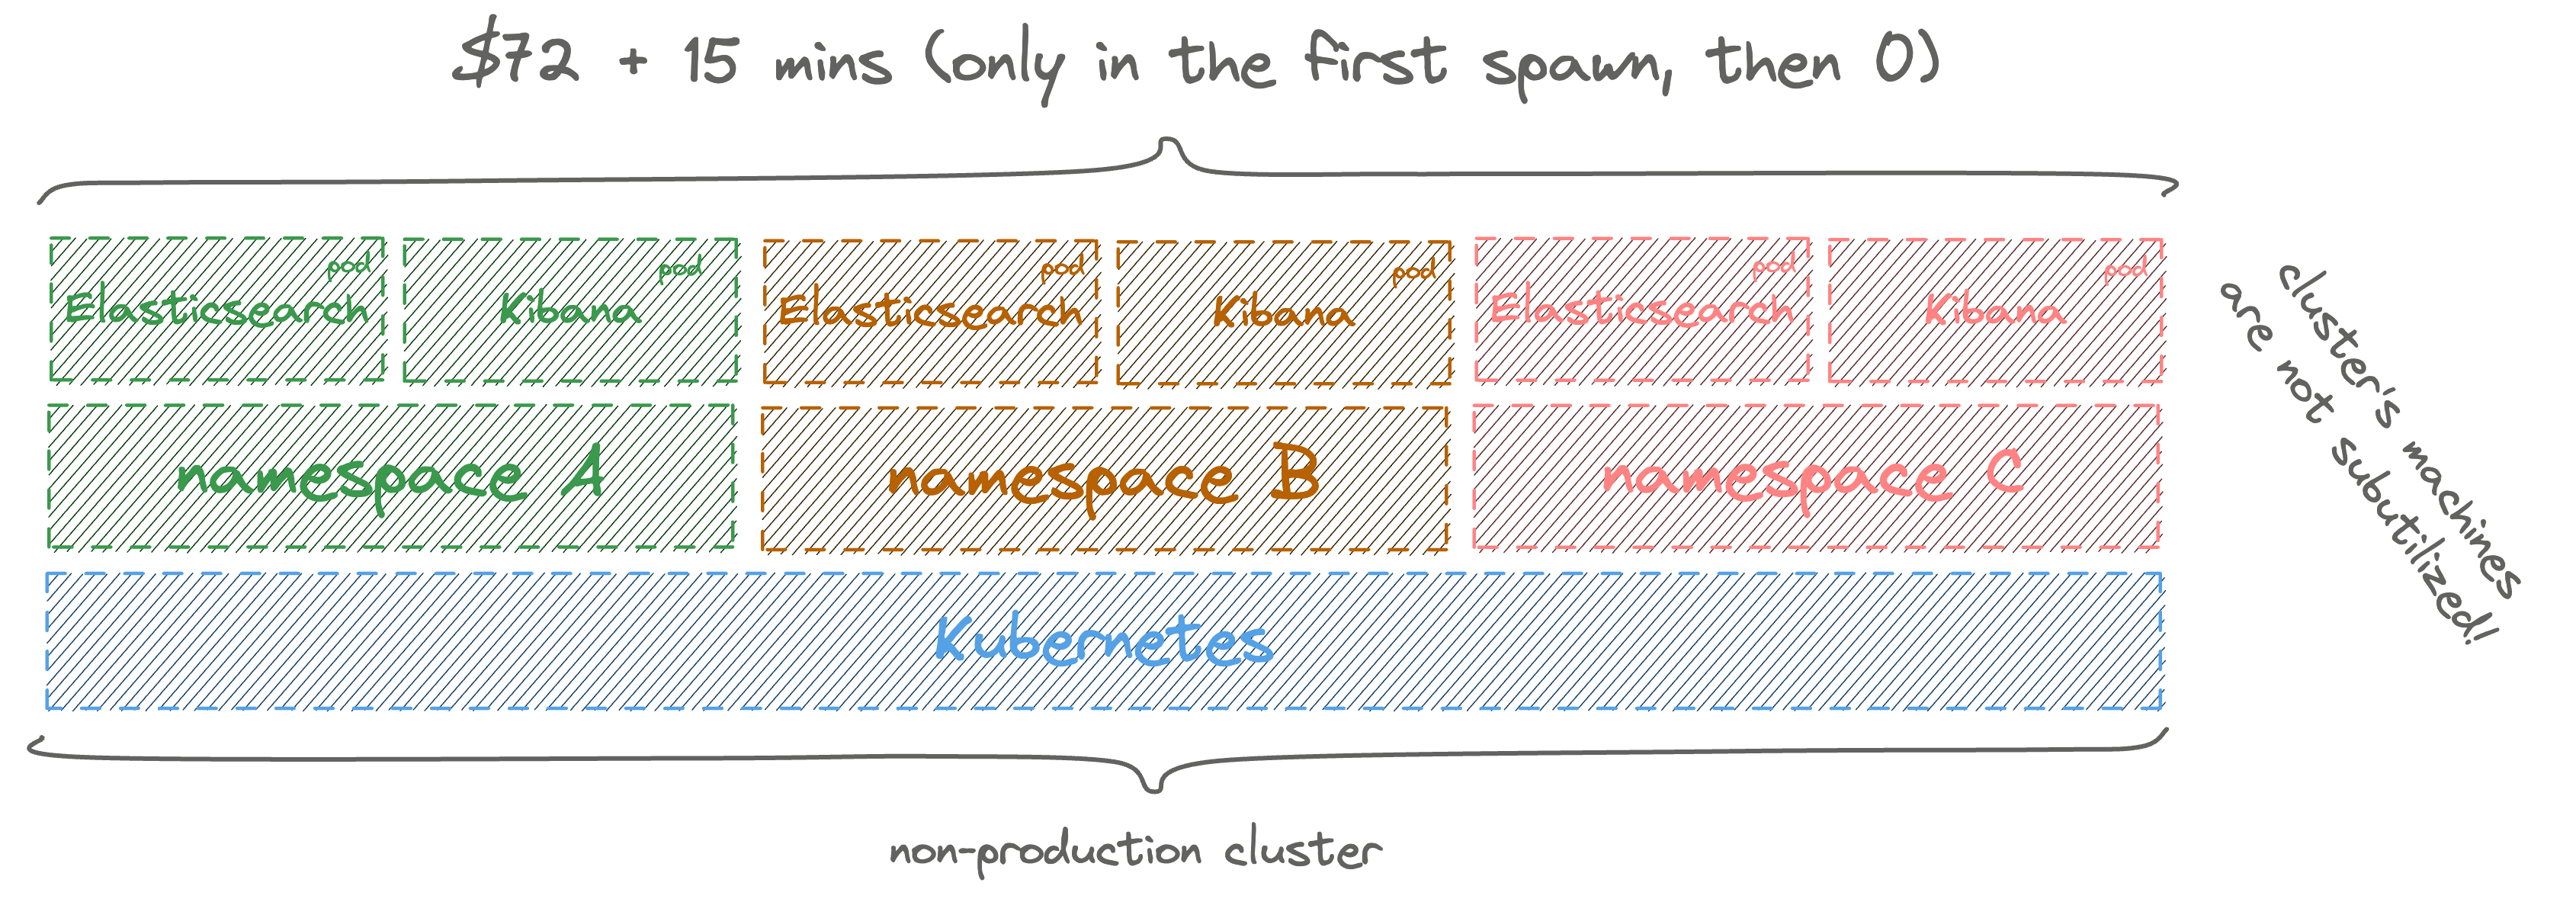 $72 + 15 mins (only in the first spawn, then 0)
pod
Elasticsearch
pod
Kibana
pod
Elasticsearch
pod
Kibana
pod
Elasticsearch
pod
Kibana
cluster's machines
are not subutilized!
namespace A
namespace B
namespace C
Kubernetes
non-production cluster